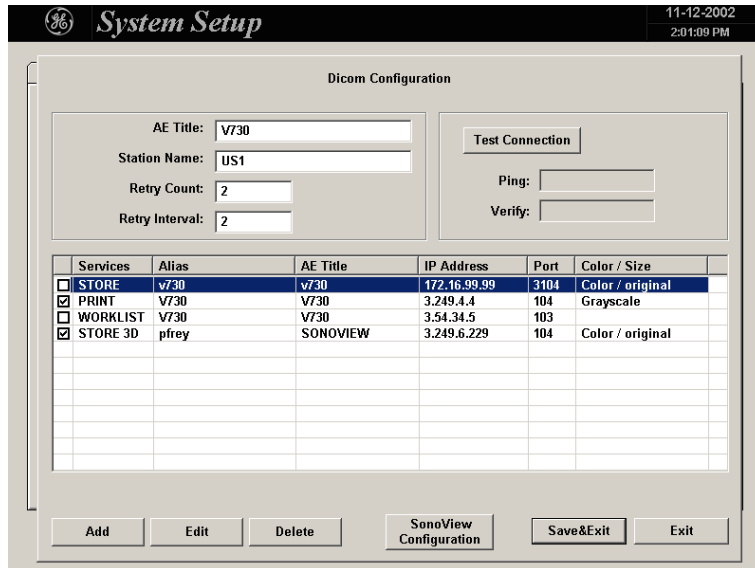 System Setup
11-12-2002
2:01:09 PM
Dicom Configuration
AE Title: V730
Station Name: US1
Retry Count: 2
Retry Interval: 2
Test Connection
Ping:
Verify:
Services Alias AE Title IP Address Port Color / Size
STORE v730 v730 172.16.99.99 3104 Color / original
PRINT V730 V730 3.249.4.4 104 Grayscale
WORKLIST V730 V730 3.54.34.5 103
STORE 3D pfrey SONOVIEW 3.249.6.229 104 Color / original
Add
Edit
Delete
SonoView
Configuration
Save&Exit
Exit